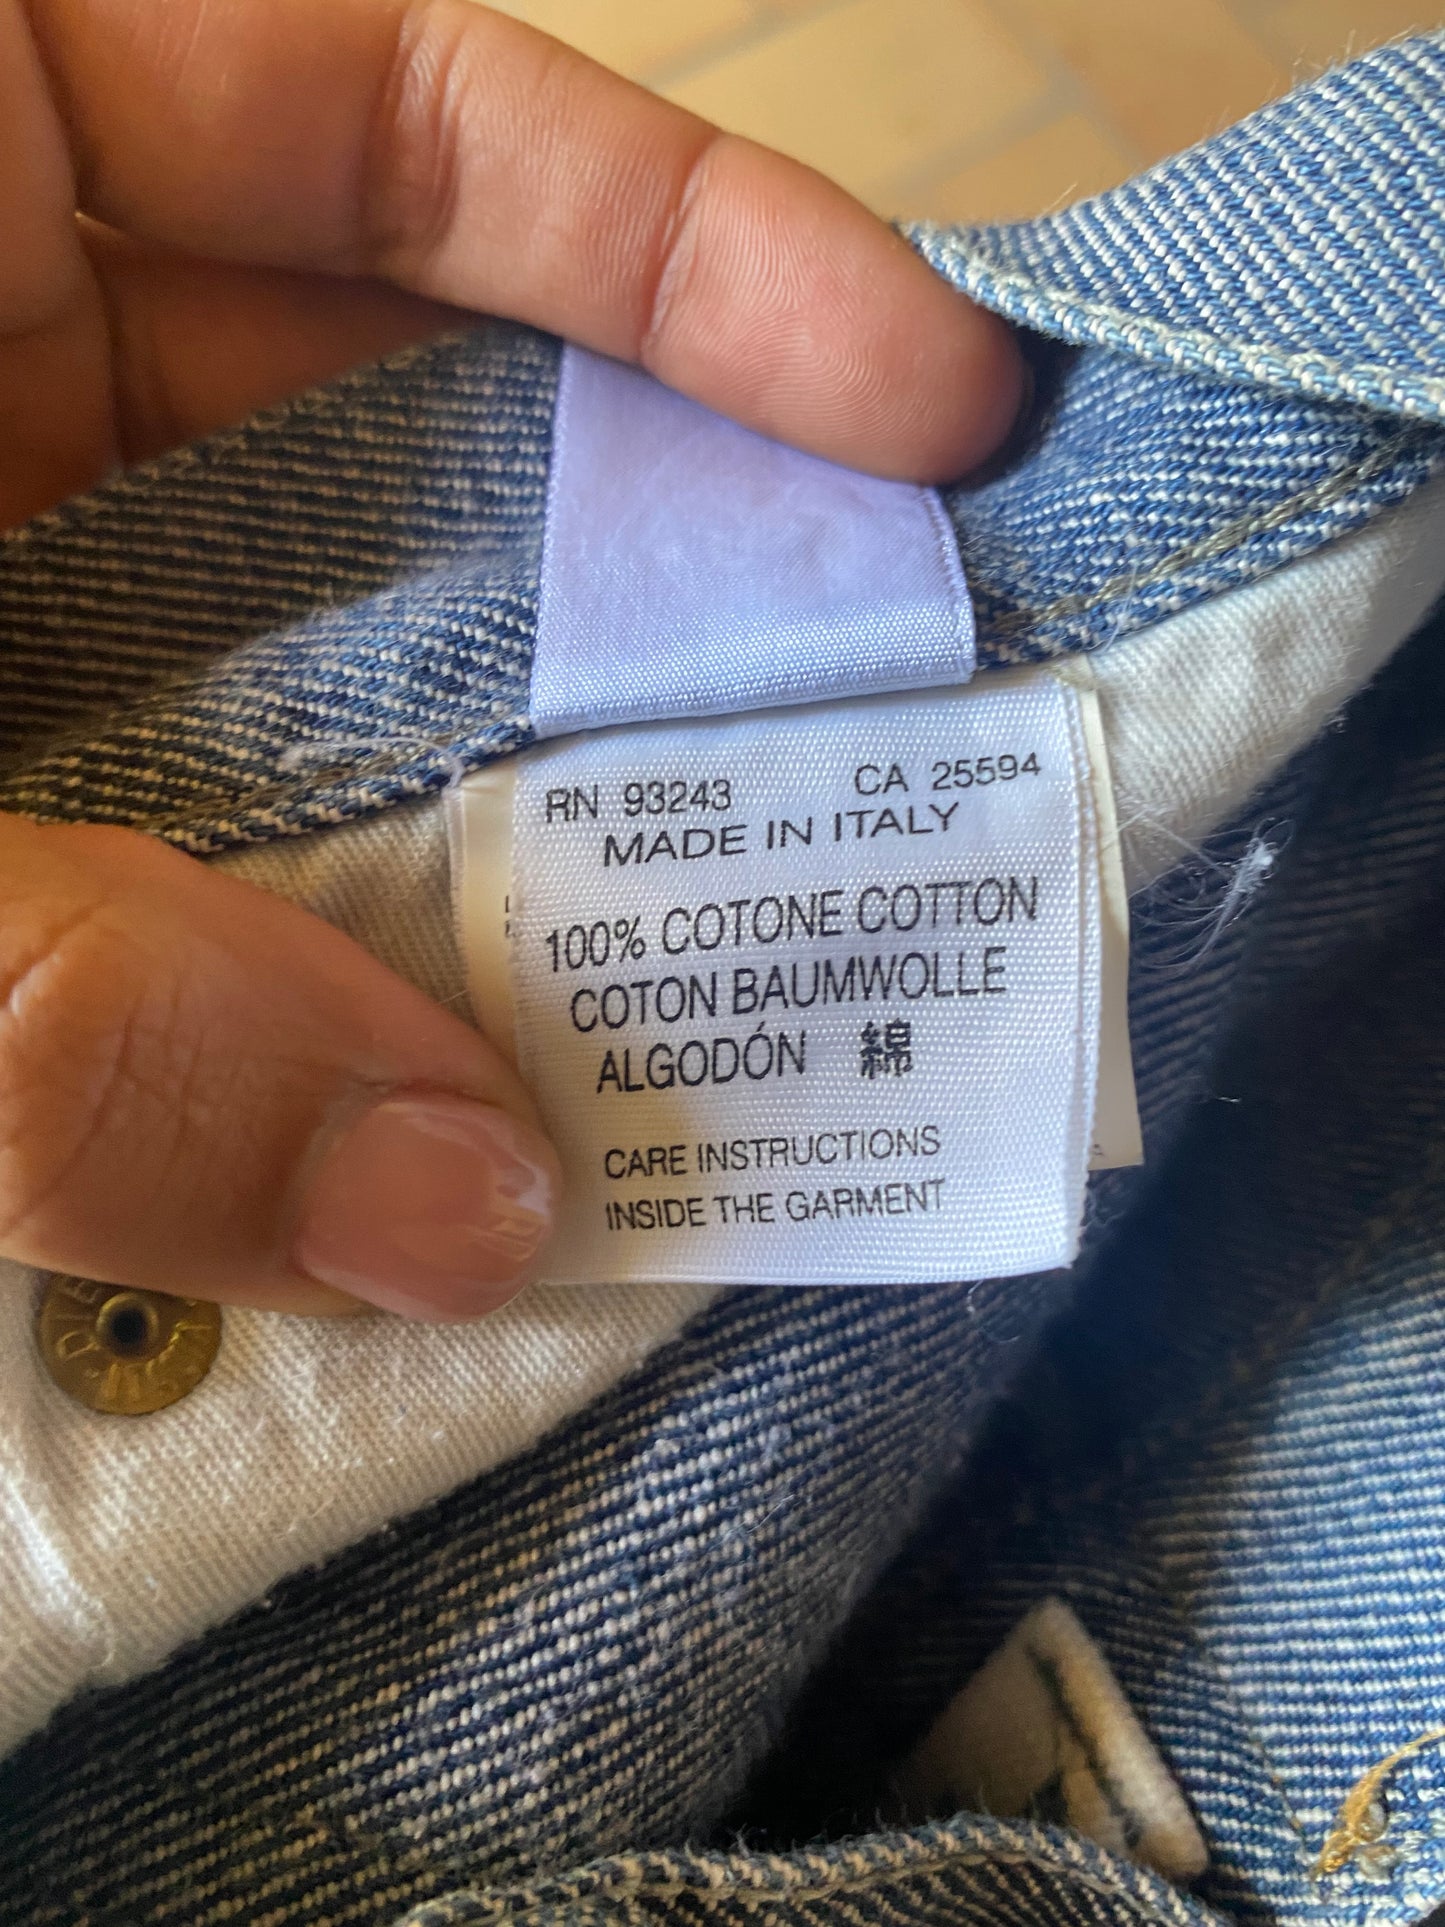 RN 93243 CA 25594
MADE IN ITALY
100% COTONE COTTON
COTON BAUMWOLLE
ALGODÓN 綿
CARE INSTRUCTIONS
INSIDE THE GARMENT